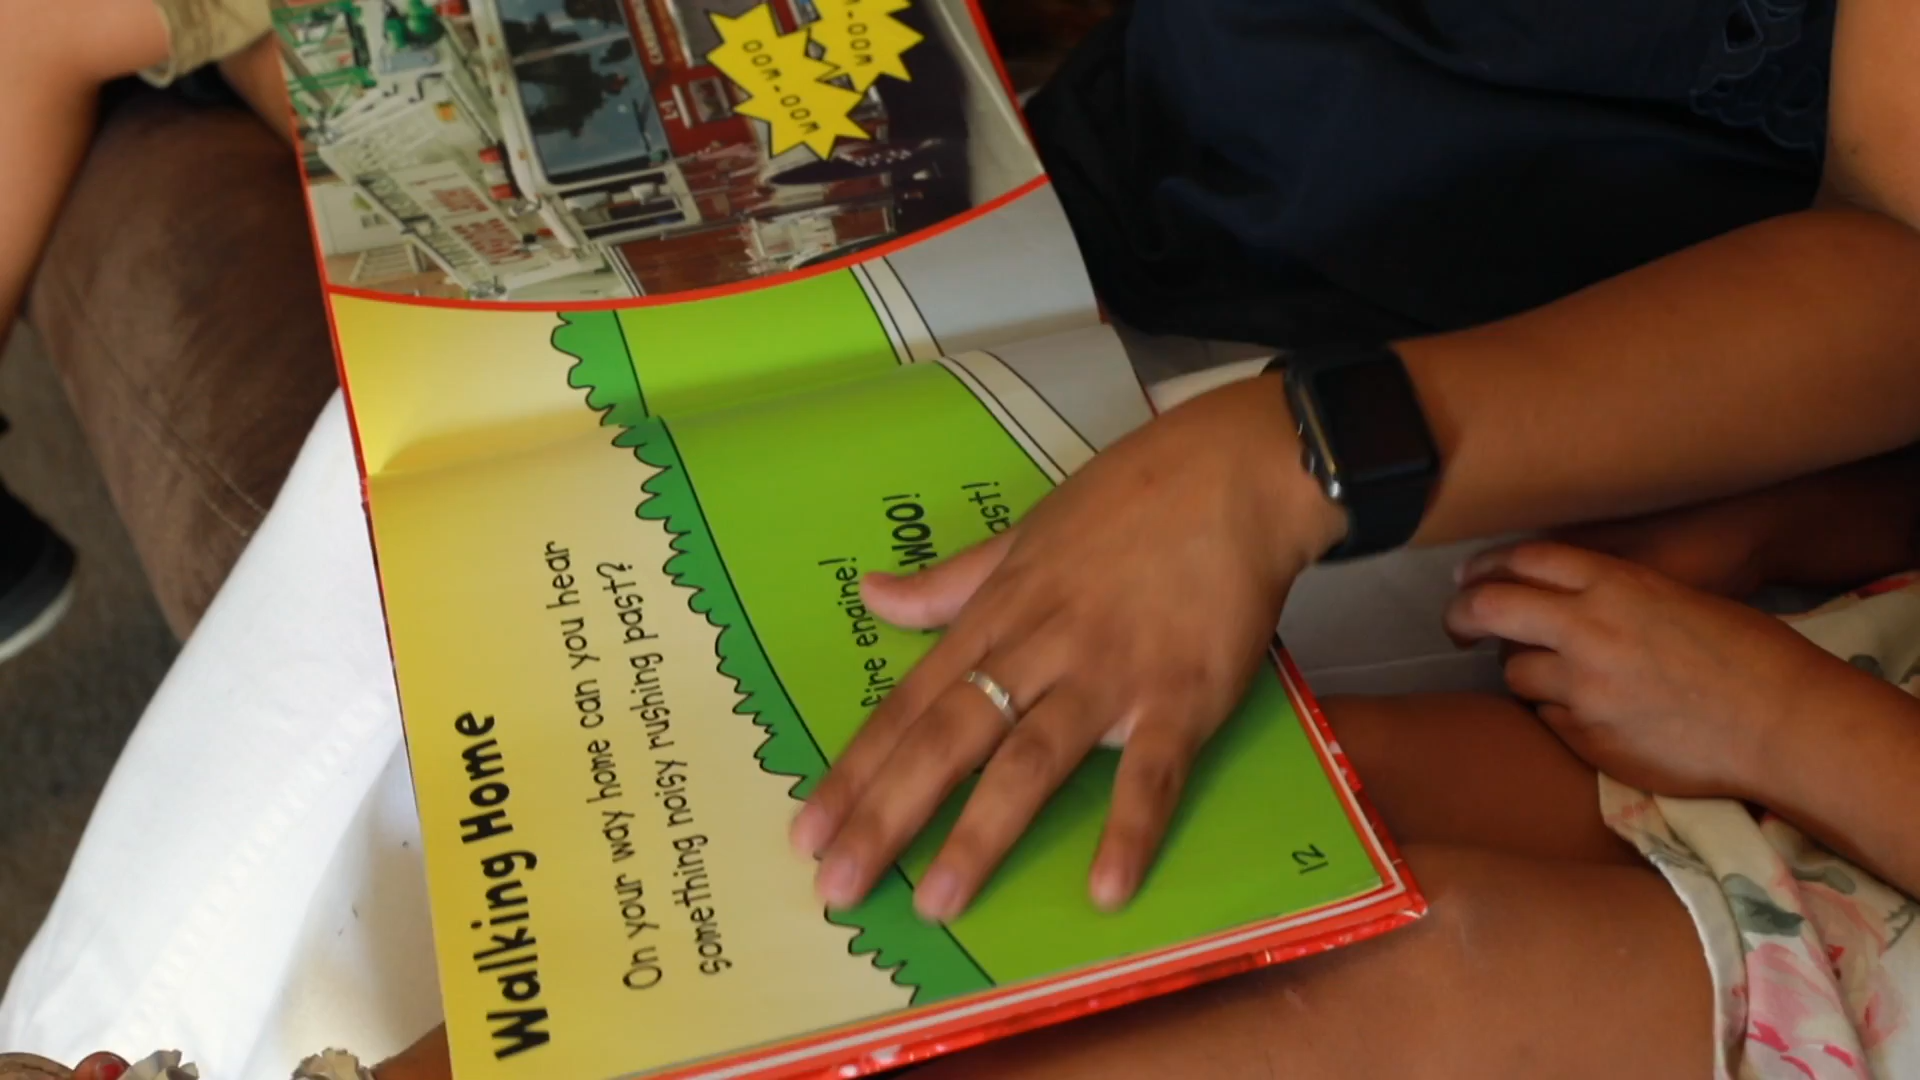 Walking Home
On your way home can you hear
something noisy rushing past?
fire engine!
-WOO!
ast!
12
WOO-WOO
WOO-